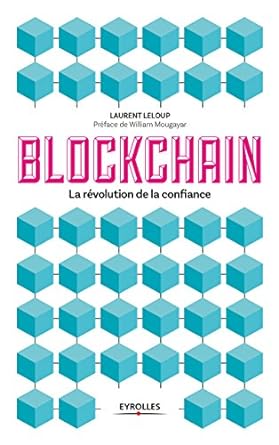 LAURENT LELOUP
Préface de William Mougayar
BLOCKCHAIN
La révolution de la confiance
EYROLLES